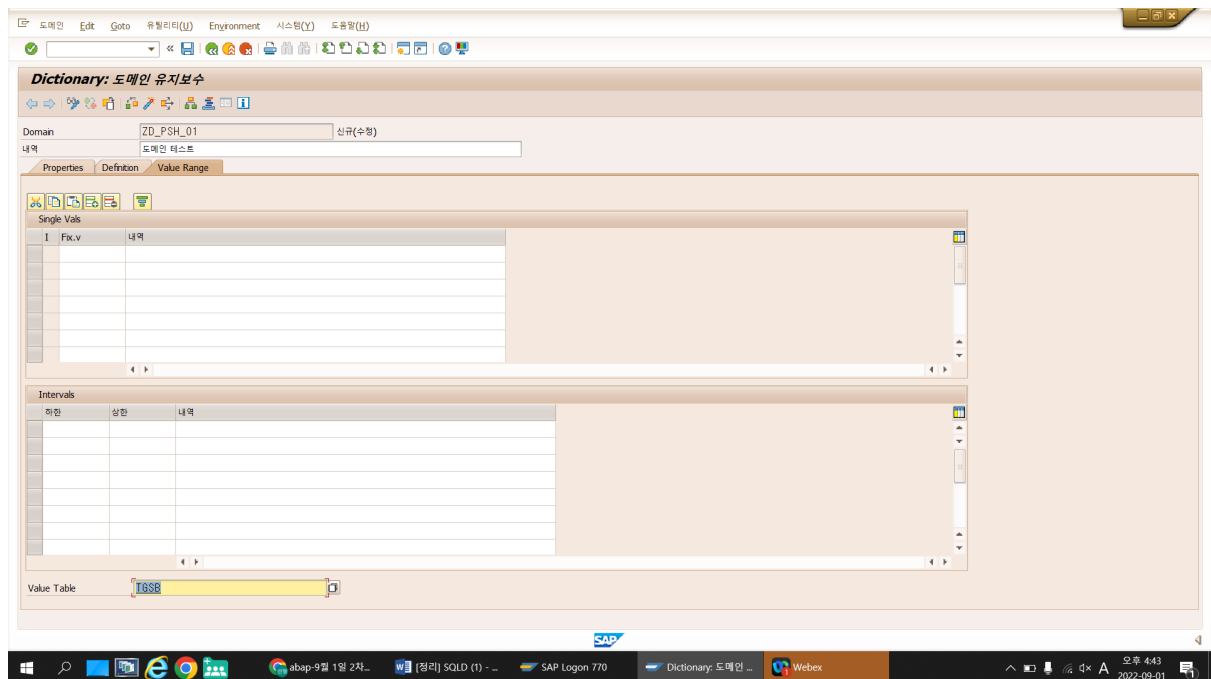 도메인 Edit Goto 유틸리티(U) Environment 시스템(Y) 도움말(H)
Dictionary: 도메인 유지보수
Domain ZD_PSH_01 신규(수정)
내역 도메인 테스트
Properties Definition Value Range
Single Vals
I Fix.v 내역
Intervals
하한 상한 내역
Value Table TGSB
SAP
abap-9월 1일 2차... [정리] SQLD (1) - ... SAP Logon 770 Dictionary: 도메인 ... Webex A 오후 4:43
2022-09-01